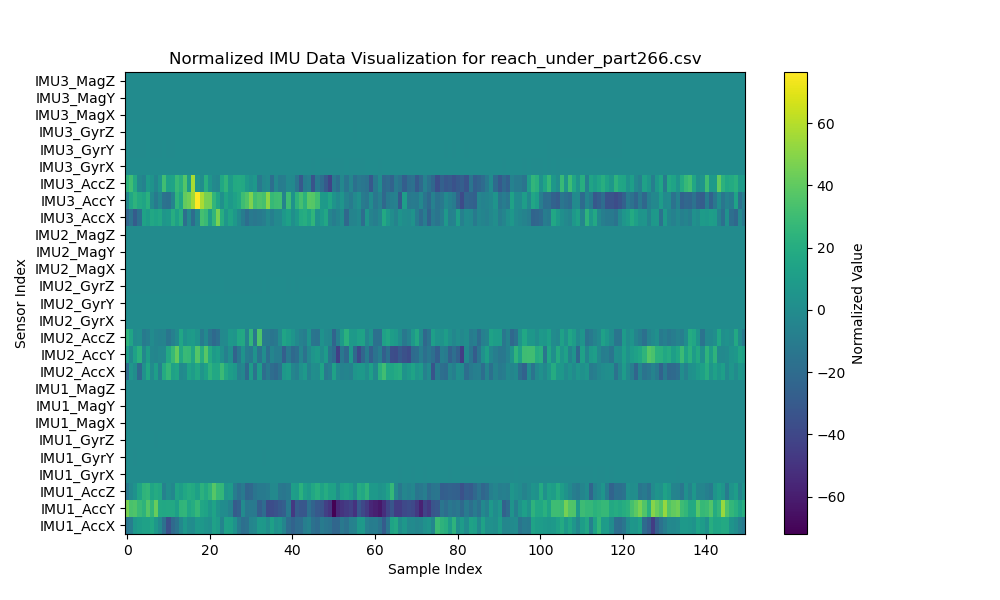 Normalized IMU Data Visualization for reach_under_part266.csv
IMU3_MagZ
IMU3_MagY
IMU3_MagX
IMU3_GyrZ
IMU3_GyrY
IMU3_GyrX
IMU3_AccZ
IMU3_AccY
IMU3_AccX
IMU2_MagZ
IMU2_MagY
IMU2_MagX
IMU2_GyrZ
IMU2_GyrY
IMU2_GyrX
IMU2_AccZ
IMU2_AccY
IMU2_AccX
IMU1_MagZ
IMU1_MagY
IMU1_MagX
IMU1_GyrZ
IMU1_GyrY
IMU1_GyrX
IMU1_AccZ
IMU1_AccY
IMU1_AccX
Sensor Index
0 20 40 60 80 100 120 140
Sample Index
60
40
20
0
−20
−40
−60
Normalized Value